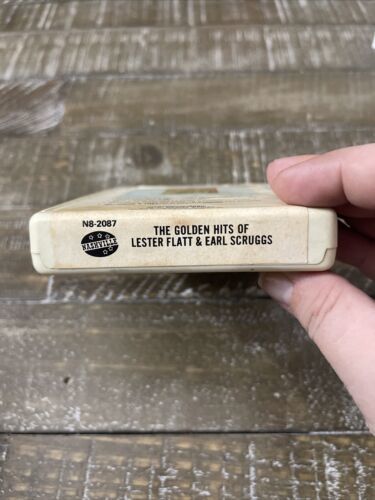 N8-2087
NASHVILLE
THE GOLDEN HITS OF
LESTER FLATT & EARL SCRUGGS